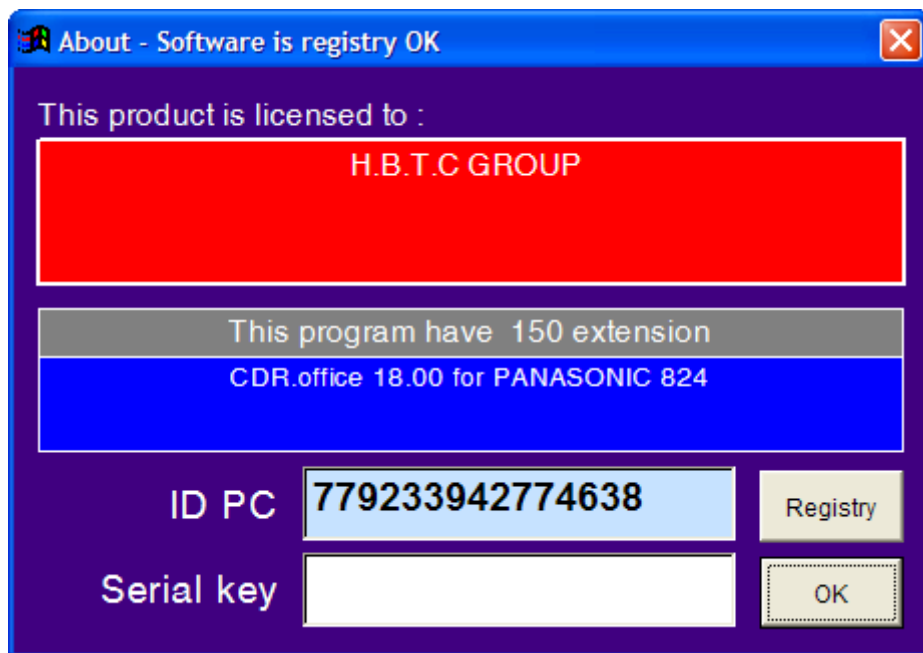 About - Software is registry OK
This product is licensed to :
H.B.T.C GROUP
This program have 150 extension
CDR.office 18.00 for PANASONIC 824
ID PC 779233942774638 Registry
Serial key OK